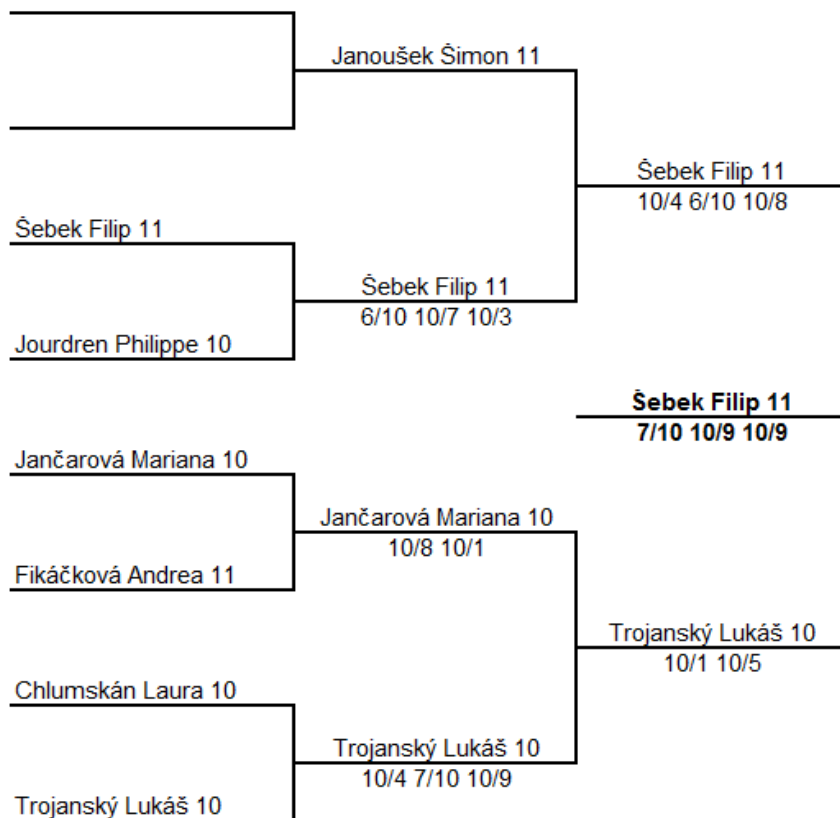 Janoušek Šimon 11
Šebek Filip 11
10/4 6/10 10/8
Šebek Filip 11
Šebek Filip 11
6/10 10/7 10/3
Jourdren Philippe 10
Šebek Filip 11
7/10 10/9 10/9
Jančarová Mariana 10
Jančarová Mariana 10
10/8 10/1
Fikáčková Andrea 11
Trojanský Lukáš 10
10/1 10/5
Chlumskán Laura 10
Trojanský Lukáš 10
10/4 7/10 10/9
Trojanský Lukáš 10